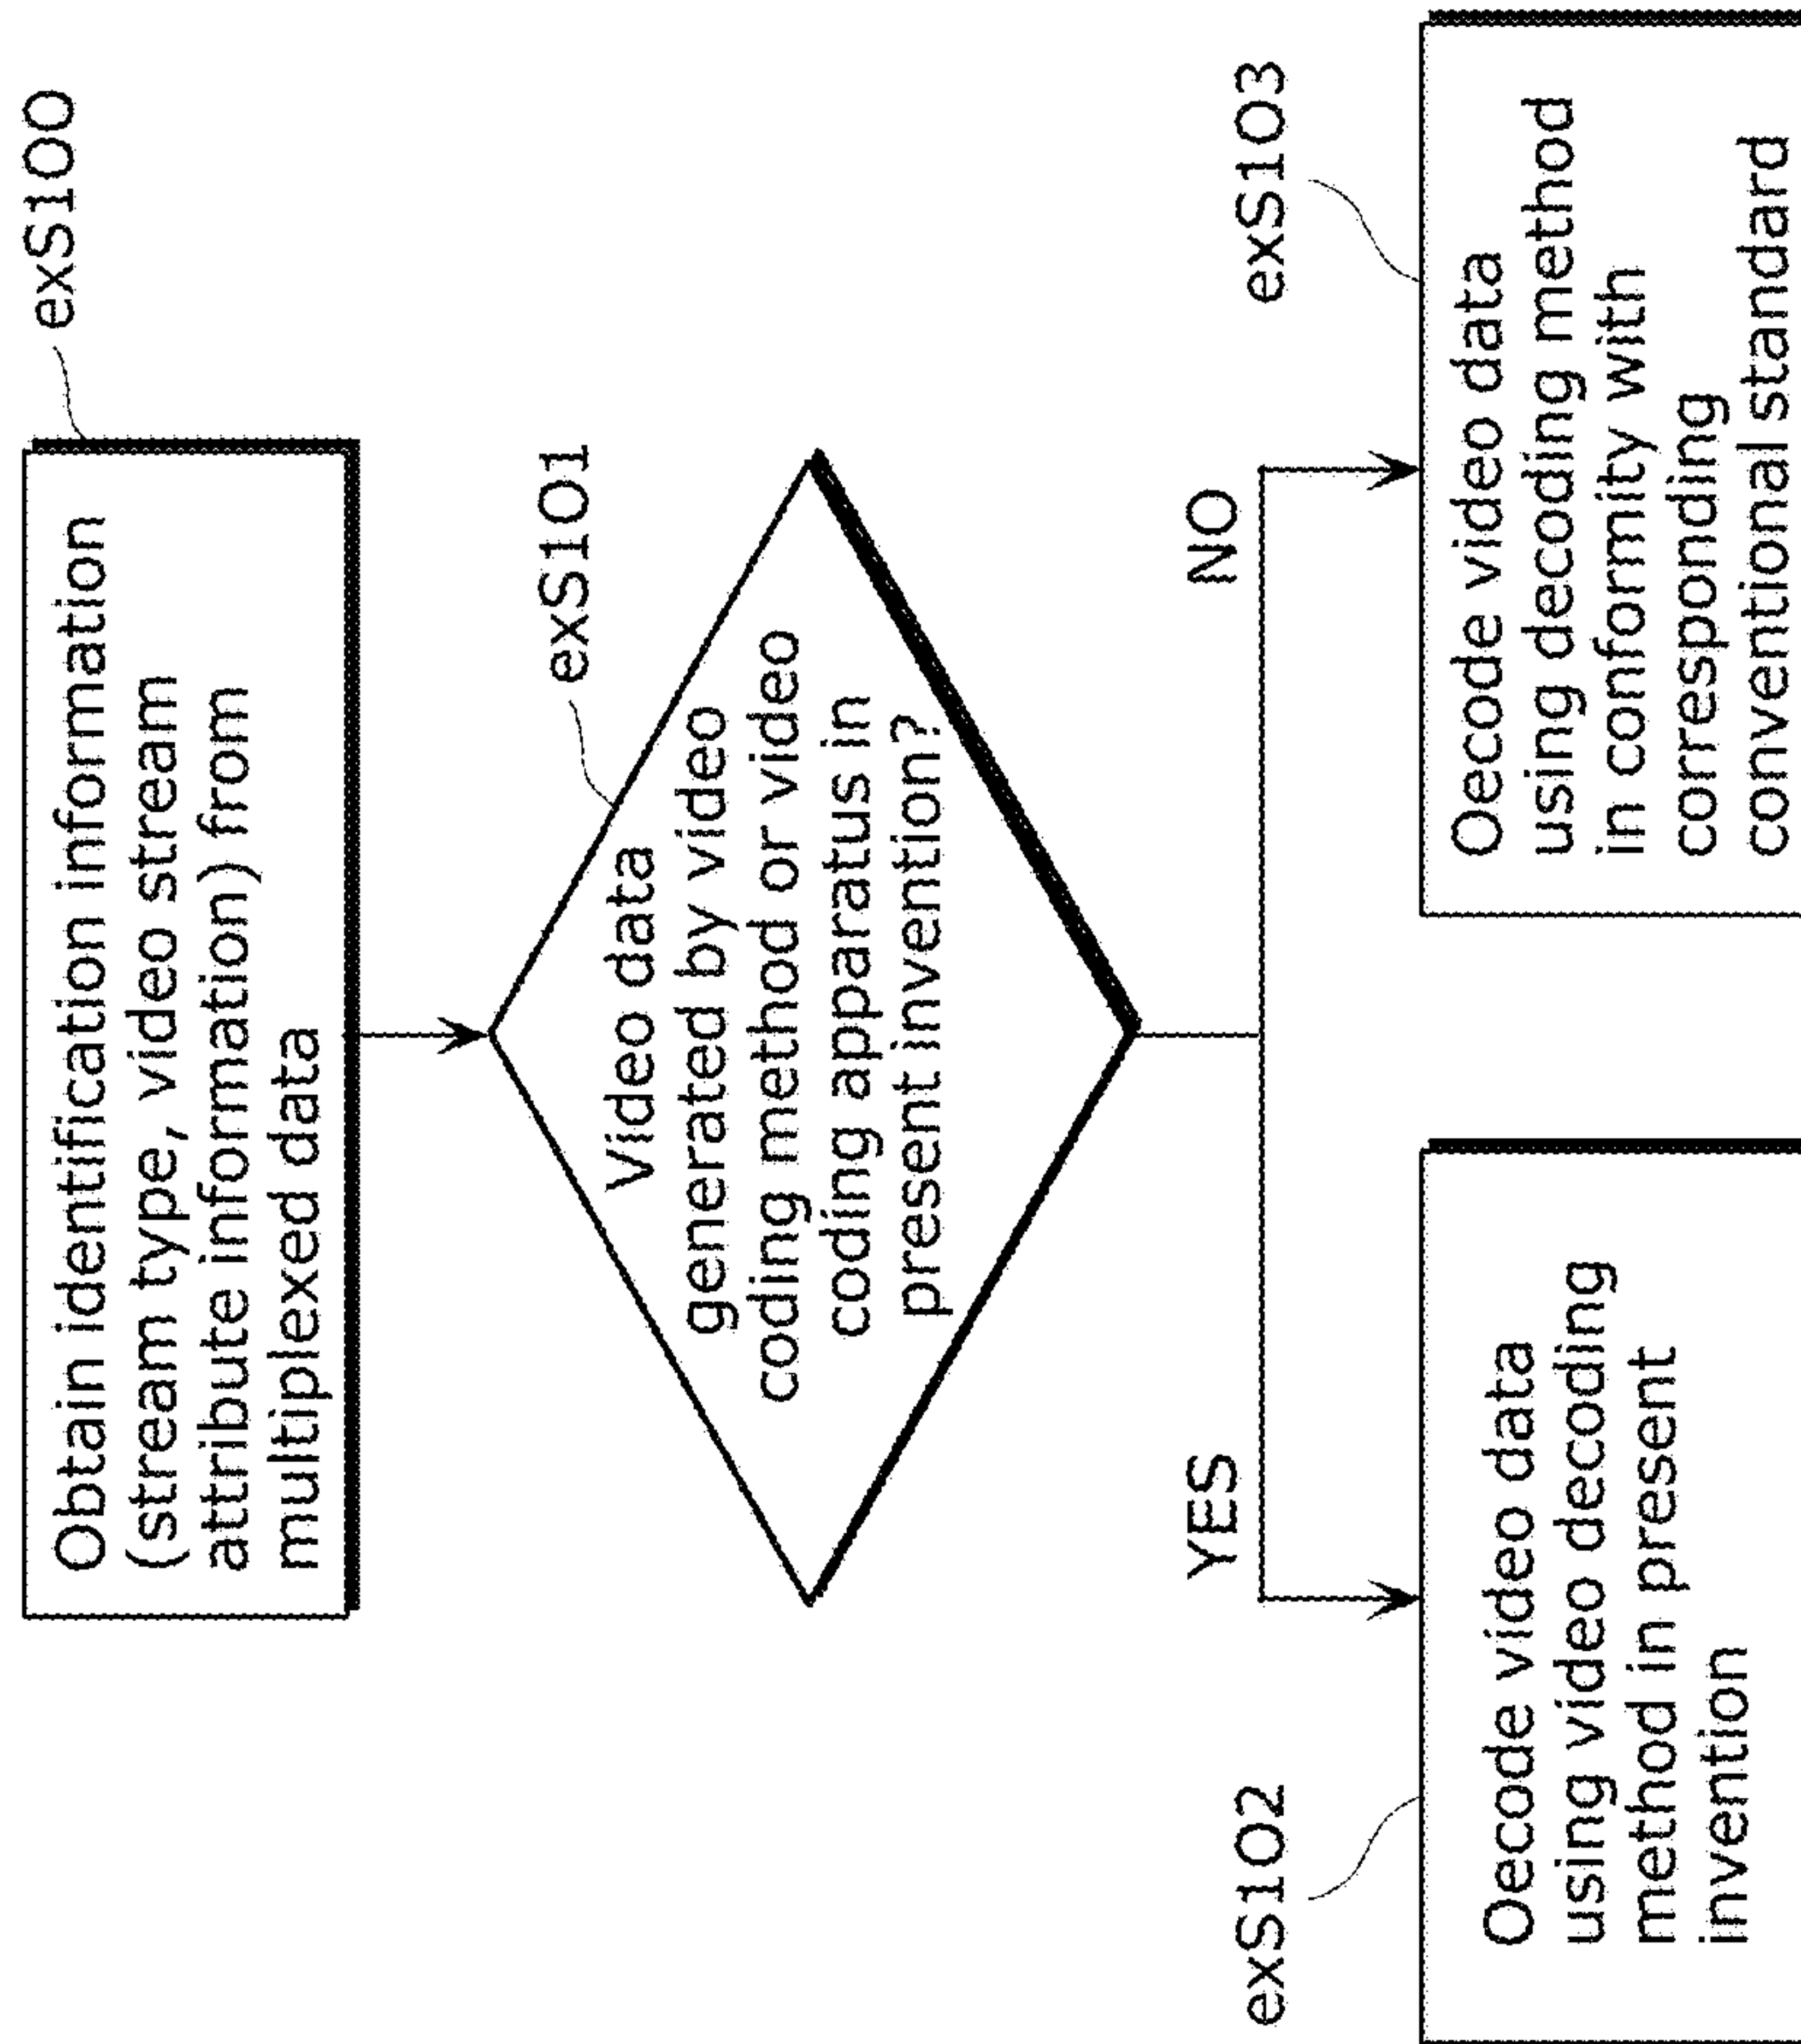 exS100
Obtain identification information
(stream type, video stream
attribute information) from
multiplexed data
exS101
Video data
generated by video
coding method or video
coding apparatus in
present invention?
YES
NO
exS102
Oecode video data
using video decoding
method in present
invention
exS103
Oecode video data
using decoding method
in conformity with
corresponding
conventional standard